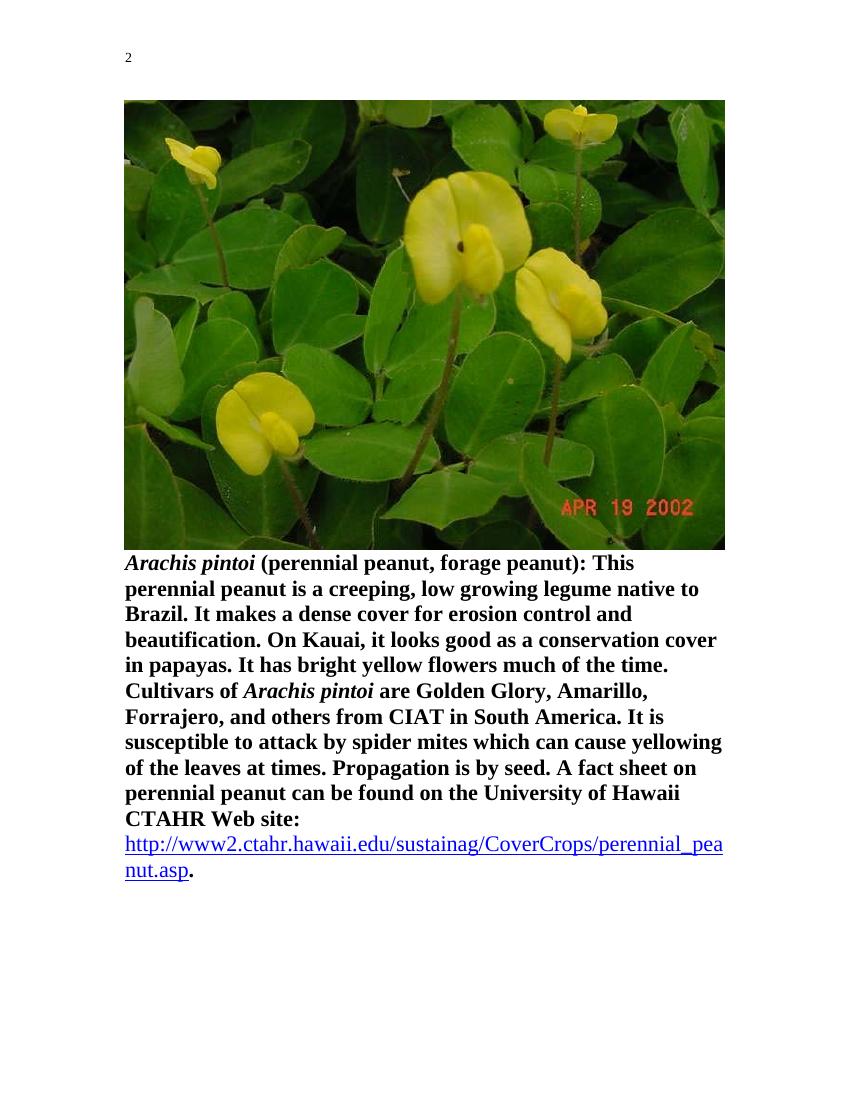 2
APR 19 2002
Arachis pintoi (perennial peanut, forage peanut): This
perennial peanut is a creeping, low growing legume native to
Brazil. It makes a dense cover for erosion control and
beautification. On Kauai, it looks good as a conservation cover
in papayas. It has bright yellow flowers much of the time.
Cultivars of Arachis pintoi are Golden Glory, Amarillo,
Forrajero, and others from CIAT in South America. It is
susceptible to attack by spider mites which can cause yellowing
of the leaves at times. Propagation is by seed. A fact sheet on
perennial peanut can be found on the University of Hawaii
CTAHR Web site:
http://www2.ctahr.hawaii.edu/sustainag/CoverCrops/perennial_pea
nut.asp.